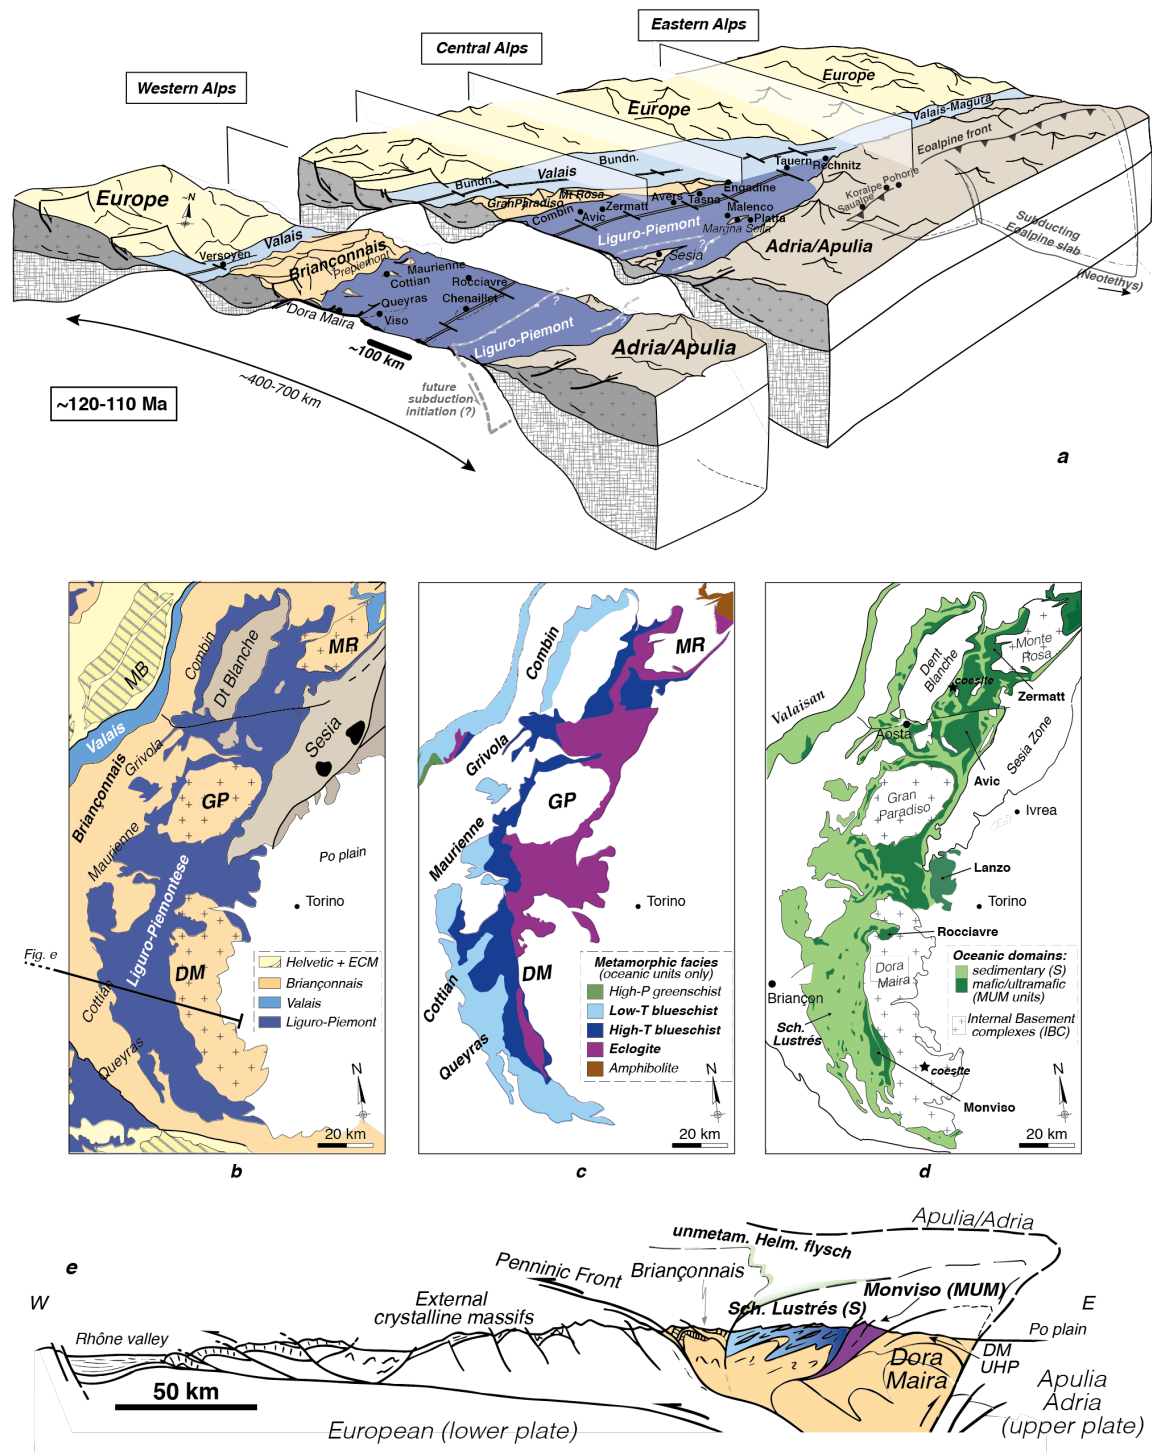 Eastern Alps
Central Alps
Western Alps
Europe
Europe
Valais-Magura
Eoalpine front
Bundn.
Tauern
Rechnitz
Valais
Bundn.
Engadine
Koralpe
Pohorje
Saualpe
Mt Rosa
GranParadiso
Avers
Tasna
Malenco
Zermatt
Combin
Avic
Platta
Margna Sella
Liguro-Piemont
?
Sesia
Adria/Apulia
Subducting
Eoalpine slab
(Neotethys)
Europe
~N
Valais
Versoyen
Briançonnais
Prepiemont
Maurienne
Cottian
Rocciavre
Queyras
Chenaillet
Dora Maira
Viso
?
?
Liguro-Piemont
Adria/Apulia
~100 km
~400-700 km
future
subduction
initiation (?)
~120-110 Ma
a
MB
Combin
Dt Blanche
MR
Valais
Grivola
Sesia
Briançonnais
GP
Maurienne
Po plain
Liguro-Piemontese
Torino
Fig. e
DM
Cottian
Queyras
Helvetic + ECM
Briançonnais
Valais
Liguro-Piemont
N
20 km
b
Combin
MR
Grivola
GP
Maurienne
Torino
DM
Cottian
Queyras
Metamorphic facies
(oceanic units only)
High-P greenschist
Low-T blueschist
High-T blueschist
Eclogite
Amphibolite
N
20 km
c
Dent
Blanche
Monte
Rosa
coesite
Zermatt
Valaisan
Aosta
Sesia Zone
Avic
Gran
Paradiso
Ivrea
Lanzo
Torino
Rocciavre
Dora
Maira
Briançon
Sch.
Lustrés
Oceanic domains:
sedimentary (S)
mafic/ultramafic
(MUM units)
Internal Basement
complexes (IBC)
coesite
Monviso
N
20 km
d
e
W
Apulia/Adria
unmetam. Helm. flysch
Penninic Front
Briançonnais
Monviso (MUM)
External
crystalline massifs
Sch. Lustrés (S)
E
Rhône valley
Po plain
DM
UHP
Dora
Maira
50 km
Apulia
Adria
(upper plate)
European (lower plate)